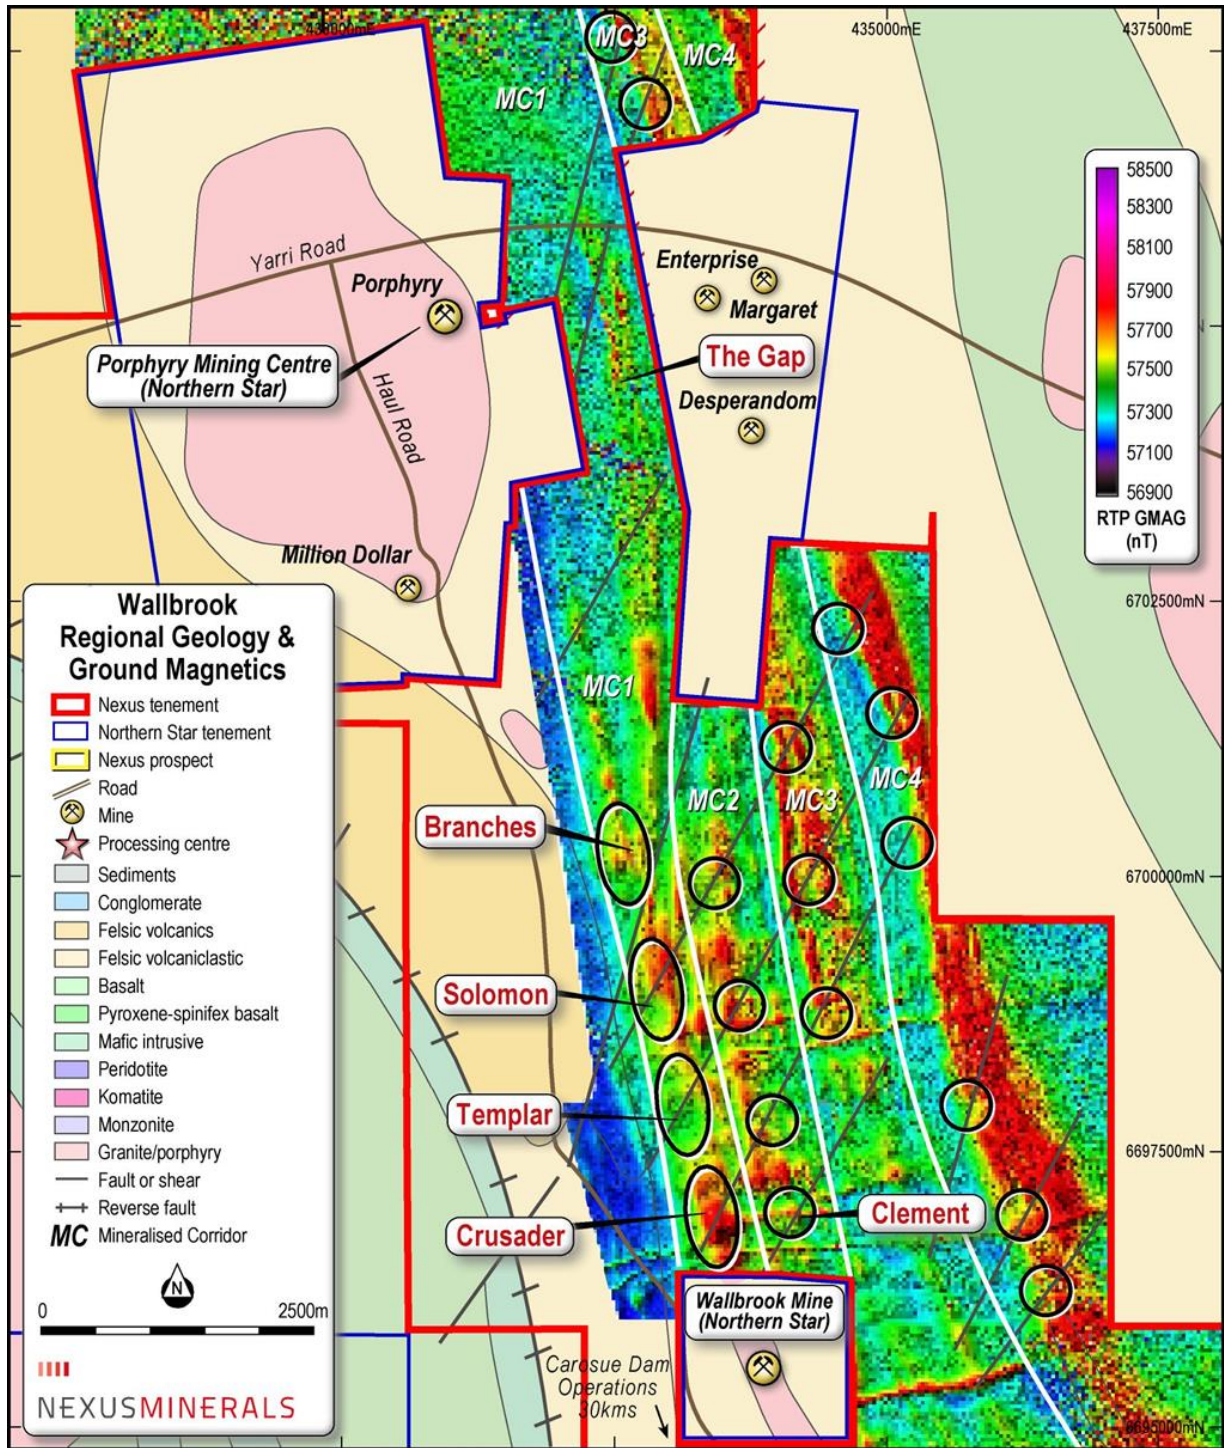 432500mE
435000mE
437500mE
MC3
MC4
MC1
58500
58300
58100
57900
57700
57500
57300
57100
56900
RTP GMAG
(nT)
Yarri Road
Porphyry
Enterprise
Margaret
The Gap
Porphyry Mining Centre
(Northern Star)
Haul Road
Desperandom
Million Dollar
6702500mN
Wallbrook
Regional Geology &
Ground Magnetics
Nexus tenement
Northern Star tenement
Nexus prospect
Road
Mine
Processing centre
Sediments
Conglomerate
Felsic volcanics
Felsic volcaniclastic
Basalt
Pyroxene-spinifex basalt
Mafic intrusive
Peridotite
Komatite
Monzonite
Granite/porphyry
Fault or shear
Reverse fault
MC Mineralised Corridor
N
0 2500m
NEXUSMINERALS
MC1
MC2
MC3
MC4
Branches
6700000mN
Solomon
Templar
6697500mN
Crusader
Clement
Wallbrook Mine
(Northern Star)
Carosue Dam
Operations
30kms
6695000mN